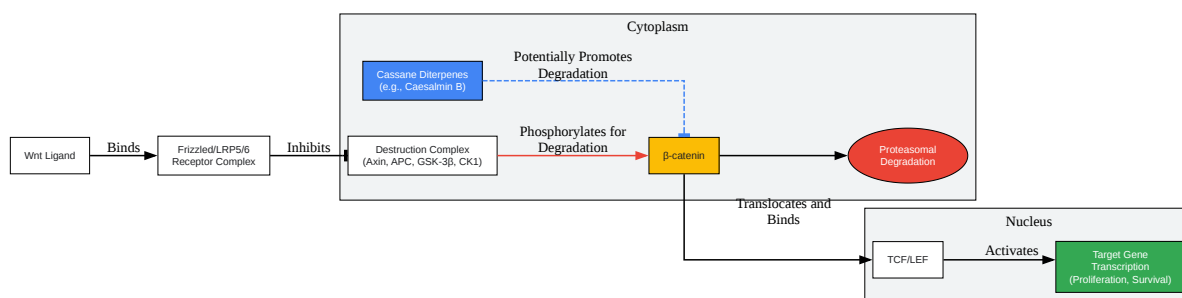 Cytoplasm
Potentially Promotes
Degradation
Cassane Diterpenes
(e.g., Caesalmin B)
Wnt Ligand
Binds
Frizzled/LRP5/6
Receptor Complex
Inhibits
Destruction Complex
(Axin, APC, GSK-3β, CK1)
Phosphorylates for
Degradation
β-catenin
Proteasomal
Degradation
Translocates and
Binds
Nucleus
TCF/LEF
Activates
Target Gene
Transcription
(Proliferation, Survival)